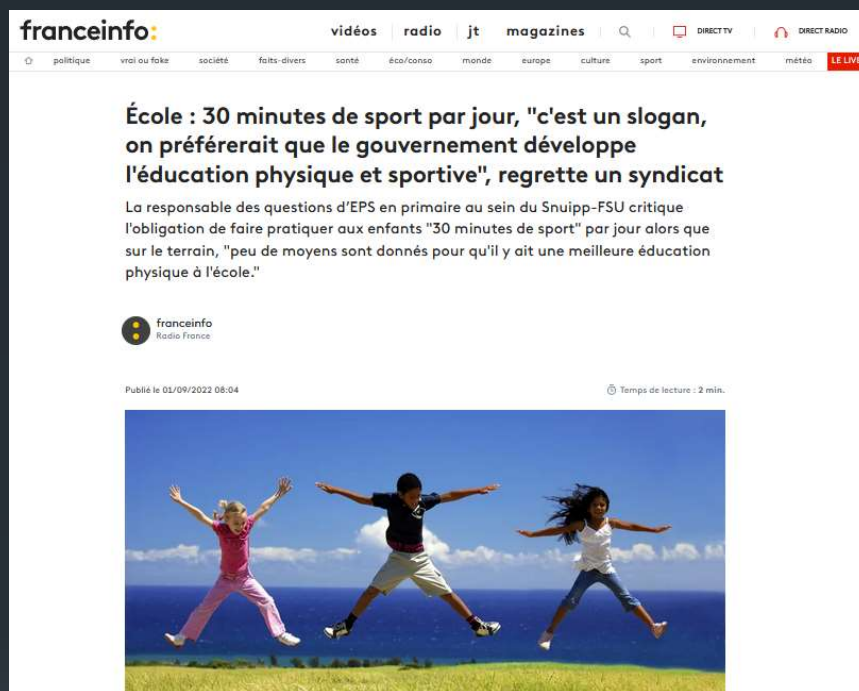 franceinfo:
vidéos radio jt magazines DIRECT TV DIRECT RADIO
politique vrai ou fake société faits-divers santé éco/conso monde europe culture sport environnement météo LE LIVE
École : 30 minutes de sport par jour, "c'est un slogan,
on préférerait que le gouvernement développe
l'éducation physique et sportive", regrette un syndicat
La responsable des questions d'EPS en primaire au sein du Snuipp-FSU critique
l'obligation de faire pratiquer aux enfants "30 minutes de sport" par jour alors que
sur le terrain, "peu de moyens sont donnés pour qu'il y ait une meilleure éducation
physique à l'école."
franceinfo
Radio France
Publié le 01/09/2022 08:04 Temps de lecture : 2 min.